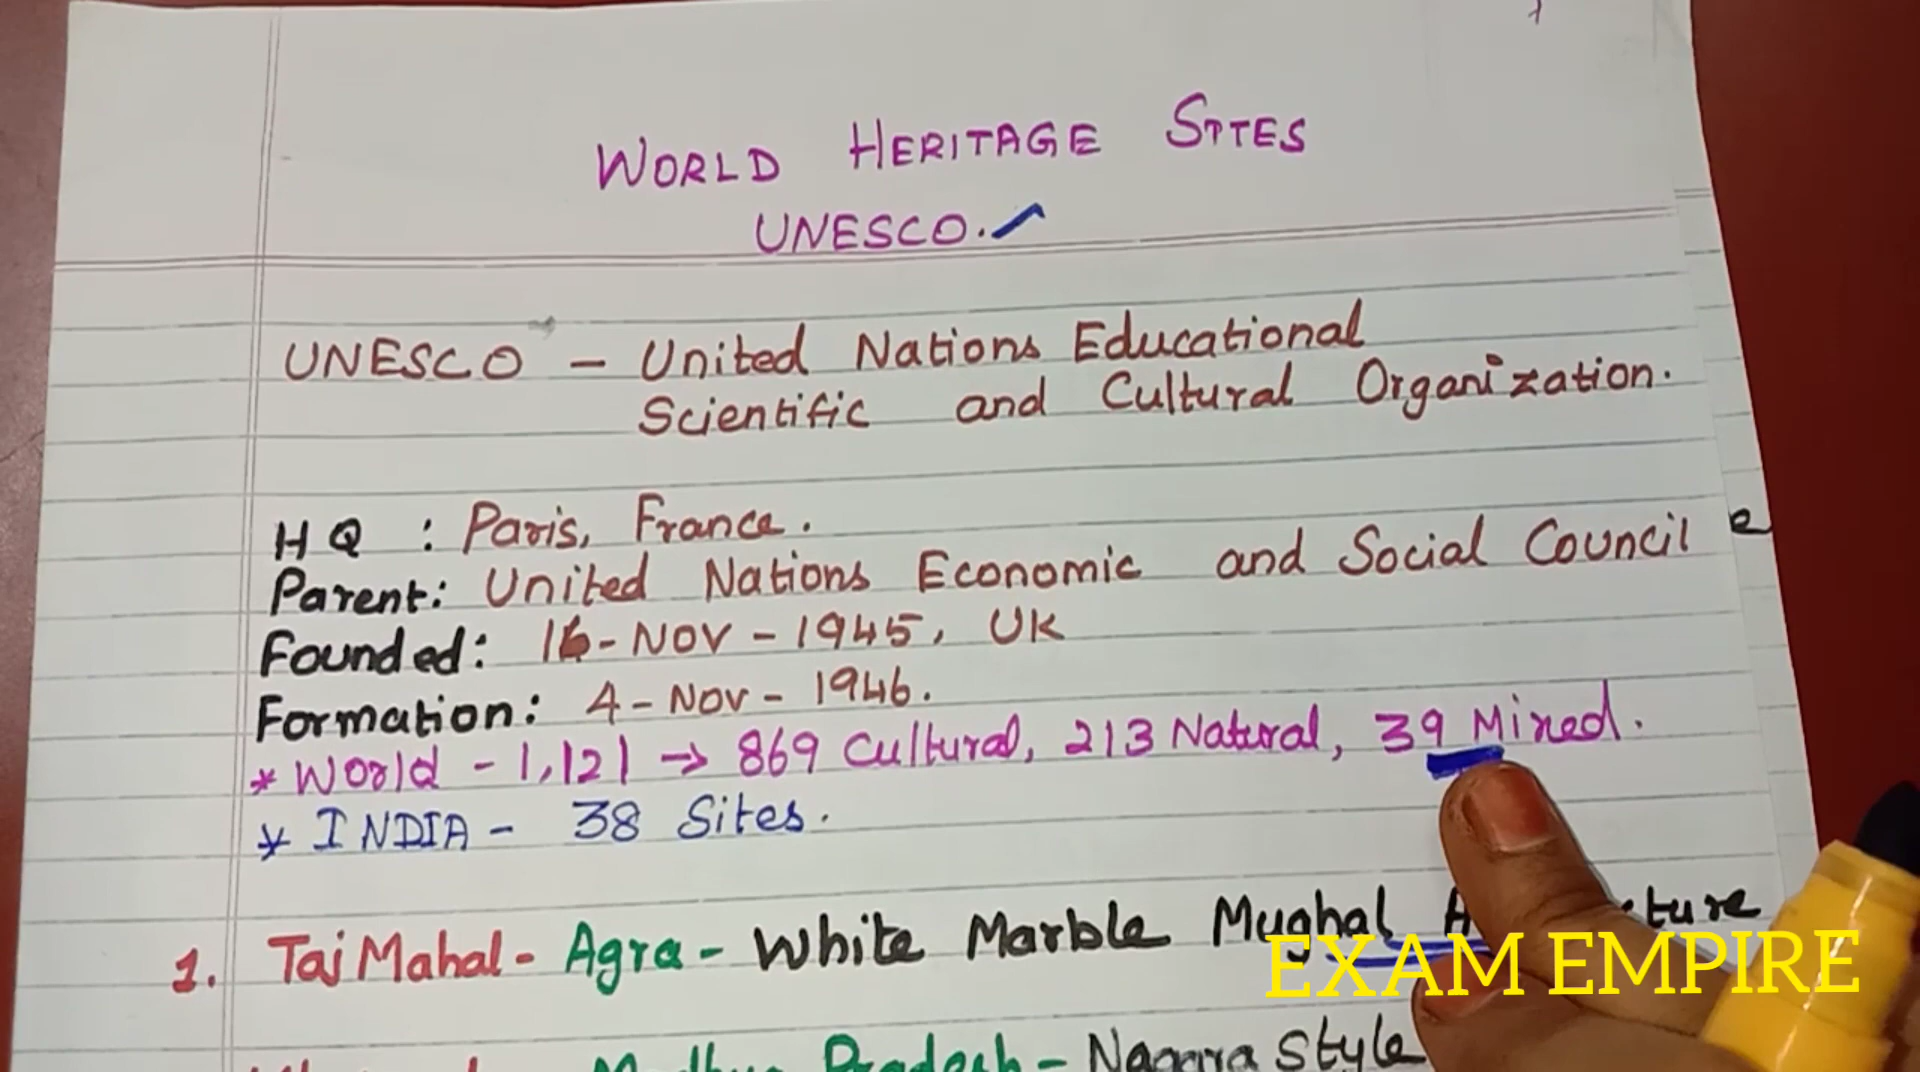 WORLD HERITAGE SITES
UNESCO.
UNESCO - United Nations Educational
Scientific and Cultural Organization.
HQ : Paris, France.
Parent: United Nations Economic and Social Council
Founded: 16-NOV-1945, UK
Formation: 4-Nov-1946.
* World - 1,121 → 869 Cultural, 213 Natural, 39 Mixed.
* INDIA - 38 Sites.
1. Taj Mahal - Agra - White Marble Mughal
EXAM EMPIRE
Madhya Pradesh - Nagara Style